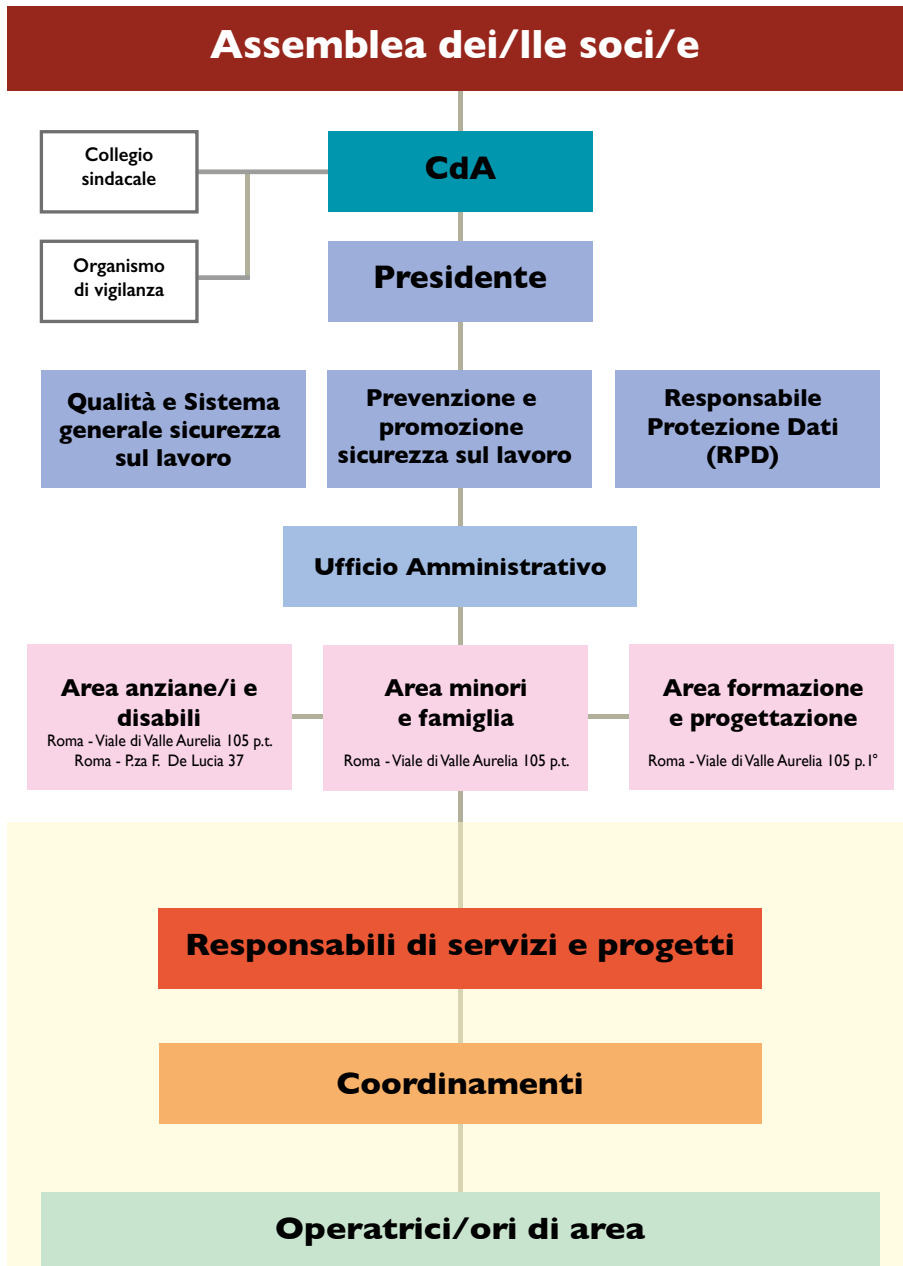 Assemblea dei/lle soci/e
Collegio
sindacale
CdA
Organismo
di vigilanza
Presidente
Qualità e Sistema
generale sicurezza
sul lavoro
Prevenzione e
promozione
sicurezza sul lavoro
Responsabile
Protezione Dati
(RPD)
Ufficio Amministrativo
Area anziane/i e
disabili
Roma - Viale di Valle Aurelia 105 p.t.
Roma - P.za F. De Lucia 37
Area minori
e famiglia
Roma - Viale di Valle Aurelia 105 p.t.
Area formazione
e progettazione
Roma - Viale di Valle Aurelia 105 p.1°
Responsabili di servizi e progetti
Coordinamenti
Operatrici/ori di area